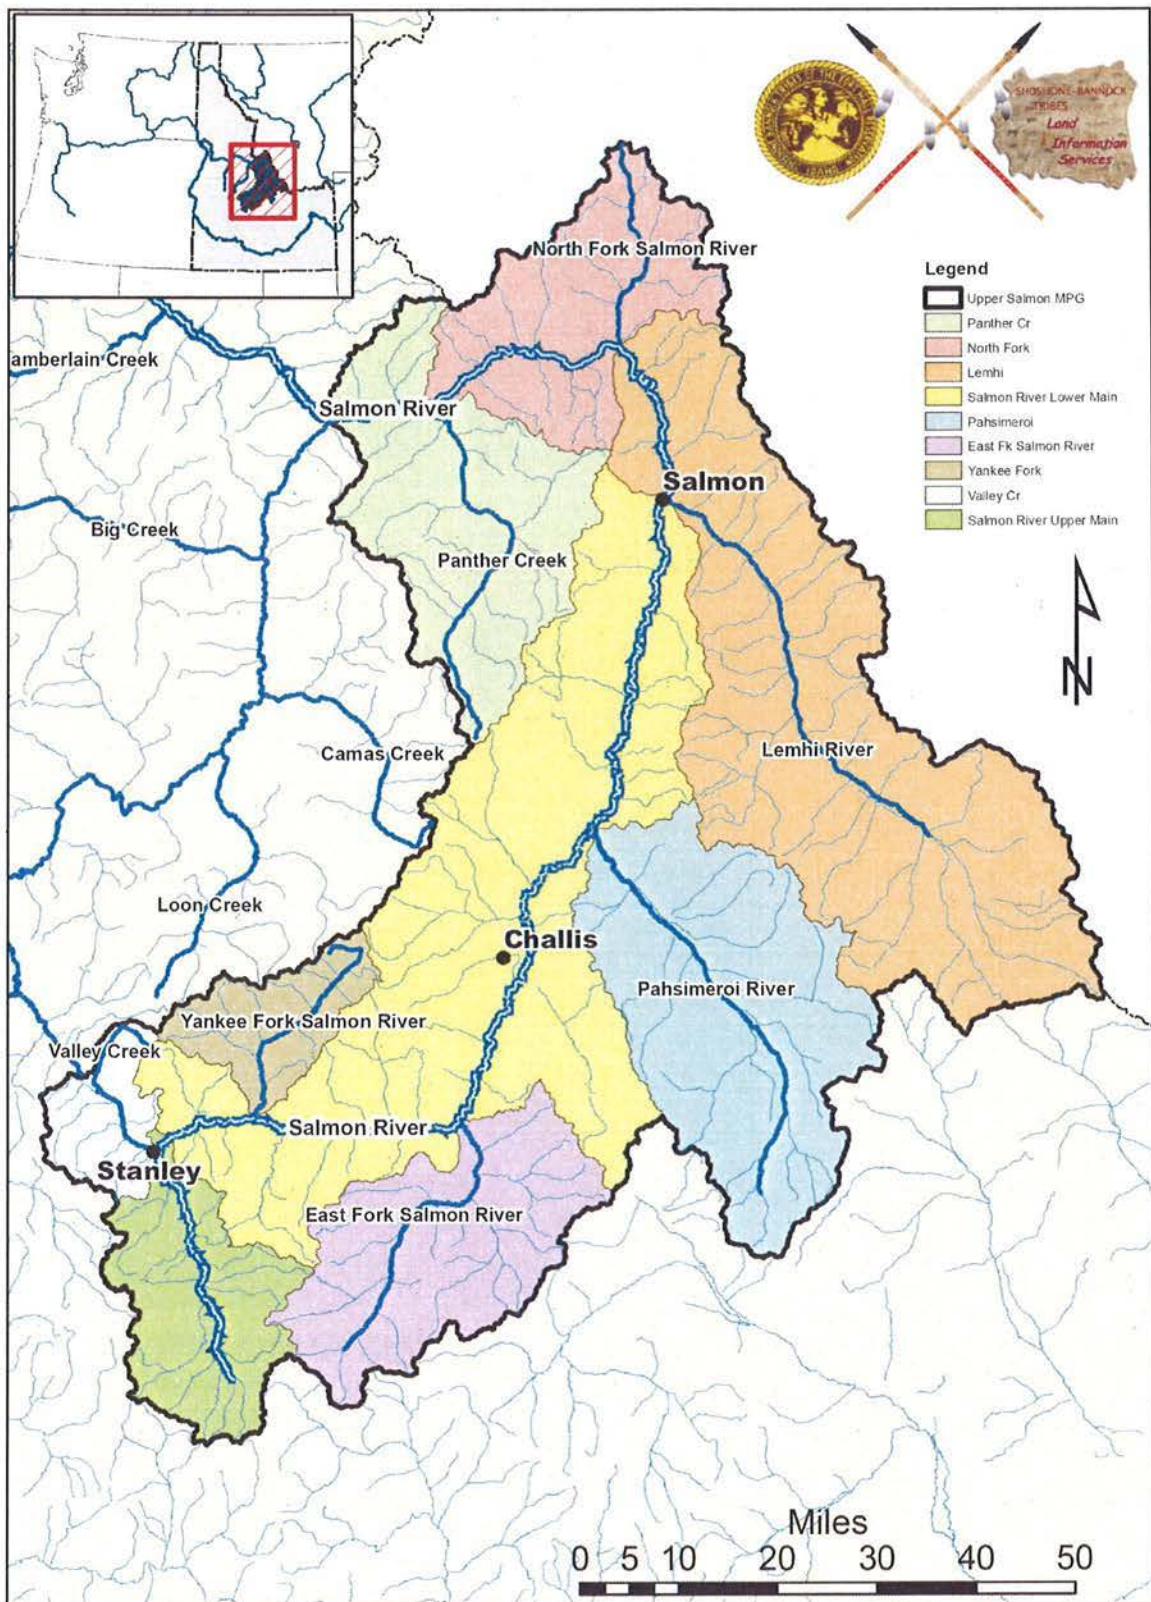 SHOSHONE-BANNOCK
TRIBES
Land
Information
Services
North Fork Salmon River
Legend
Upper Salmon MPG
Panther Cr
North Fork
Lemhi
Salmon River Lower Main
Pahsimeroi
East Fk Salmon River
Yankee Fork
Valley Cr
Salmon River Upper Main
amberlain Creek
Salmon River
Salmon
Big Creek
Panther Creek
N
Camas Creek
Lemhi River
Loon Creek
Challis
Pahsimeroi River
Yankee Fork Salmon River
Valley Creek
Salmon River
Stanley
East Fork Salmon River
Miles
0 5 10 20 30 40 50